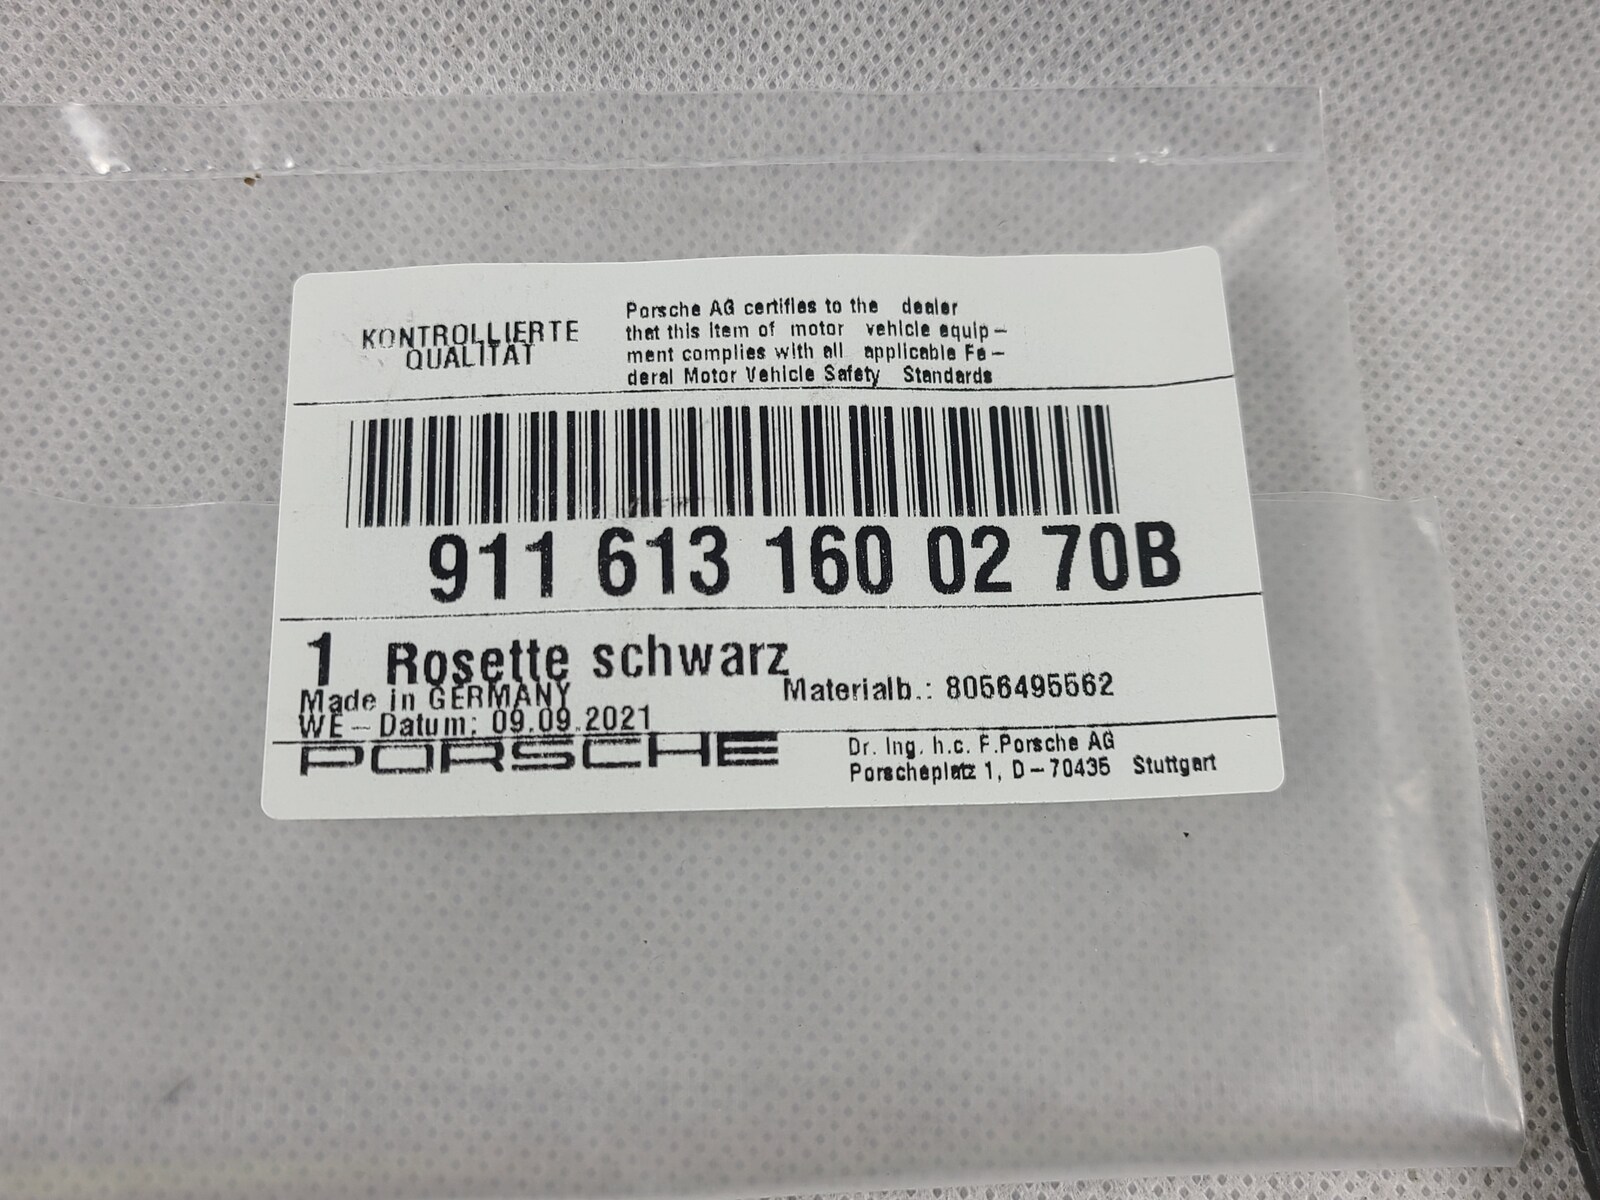 KONTROLLIERTE
QUALITÄT
Porsche AG certifies to the dealer
that this item of motor vehicle equip-
ment complies with all applicable Fe-
deral Motor Vehicle Safety Standards
911 613 160 02 70B
1 Rosette schwarz
Made in GERMANY
Materialb.: 8056495562
WE-Datum: 09.09.2021
PORSCHE
Dr. Ing. h.c. F.Porsche AG
Porscheplatz 1, D-70435 Stuttgart